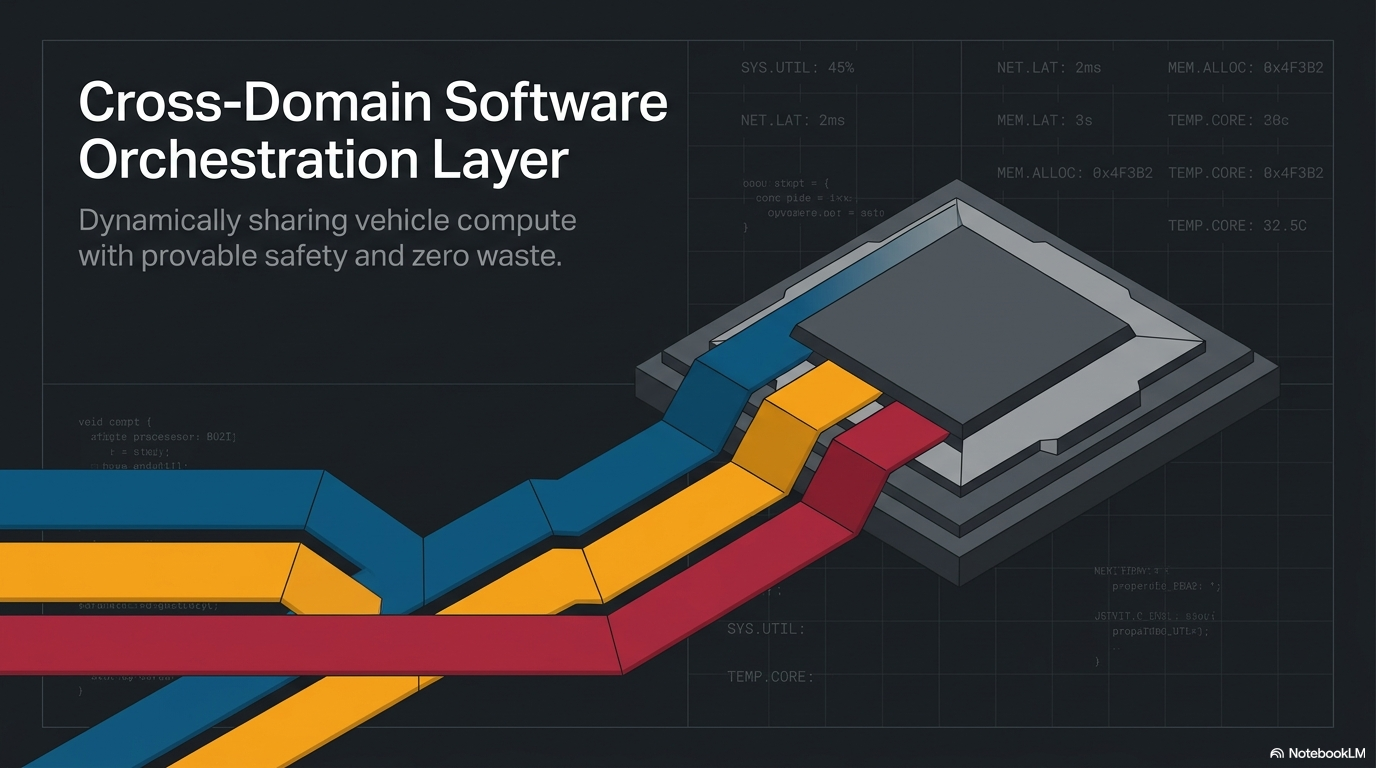 Cross-Domain Software
Orchestration Layer
Dynamically sharing vehicle compute
with provable safety and zero waste.
SYS.UTIL: 45%
NET.LAT: 2ms
MEM.ALLOC: 0x4F3B2
NET.LAT: 2ms
MEM.LAT: 3s
TEMP.CORE:
MEM.ALLOC: 0x4F3B2
TEMP.CORE: 0x4F3B2
TEMP.CORE: 32.5C
}
void
}
SYS.UTIL:
TEMP.CORE:
}
NotebookLM